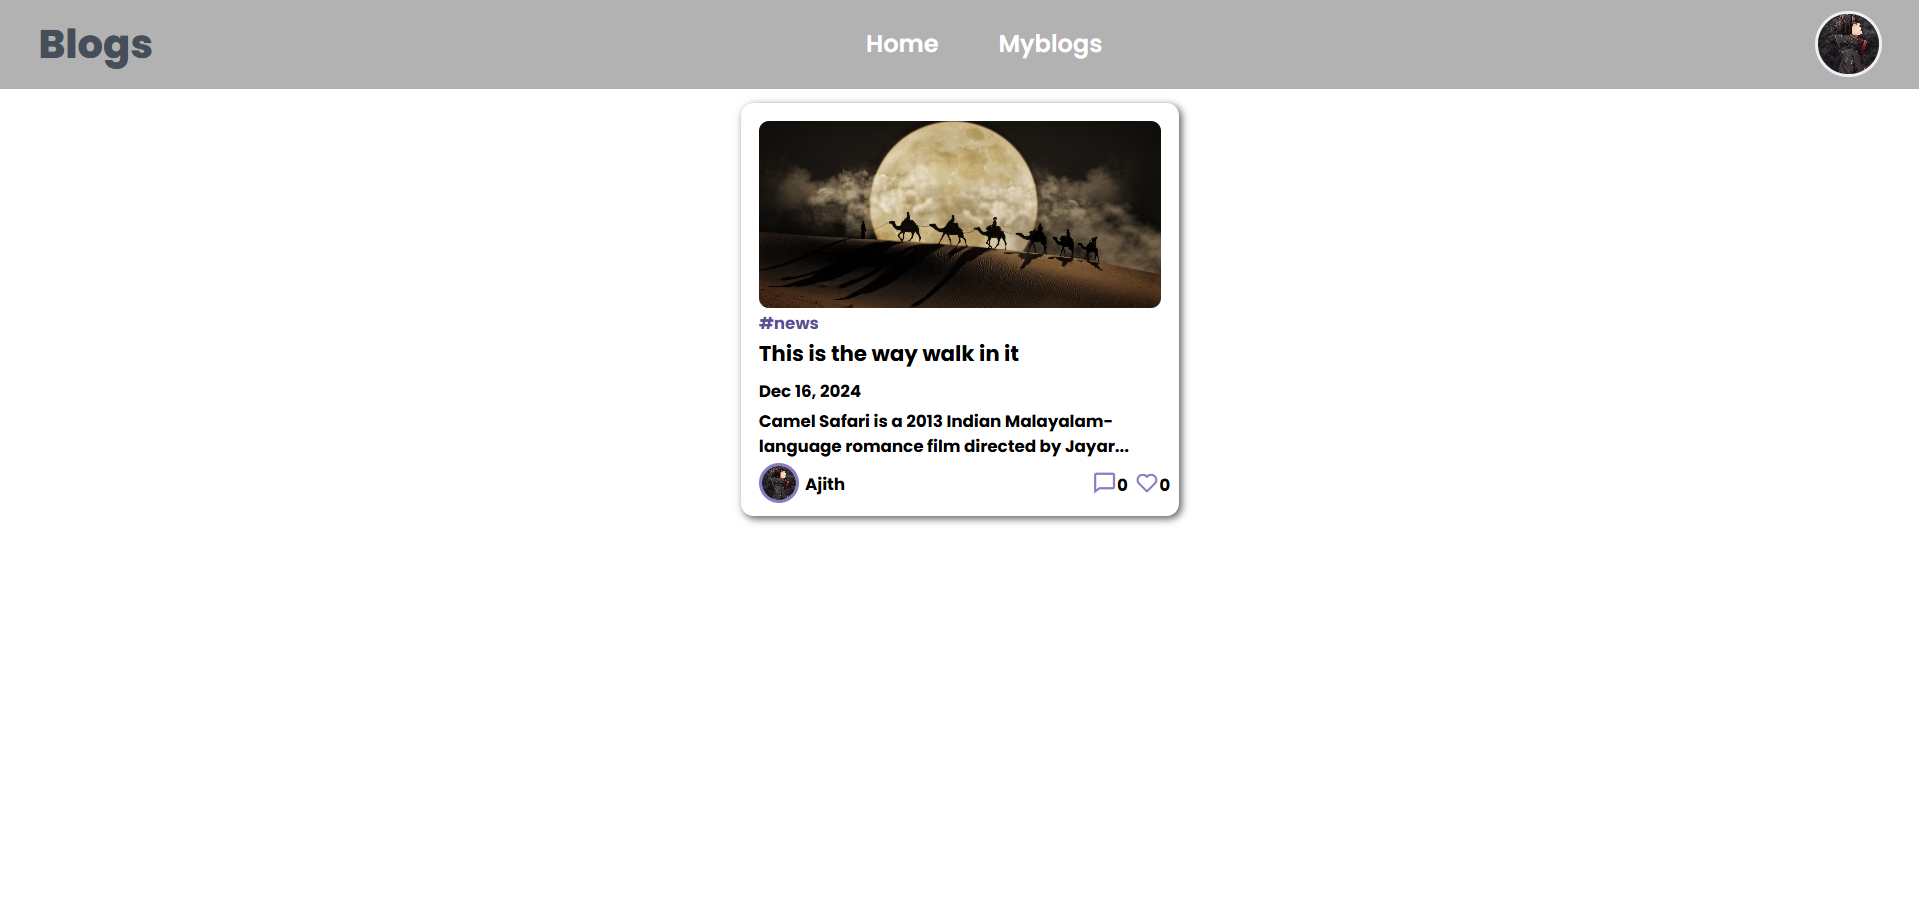 Blogs
Home
Myblogs
#news
This is the way walk in it
Dec 16, 2024
Camel Safari is a 2013 Indian Malayalam-
language romance film directed by Jayar...
Ajith
0
0